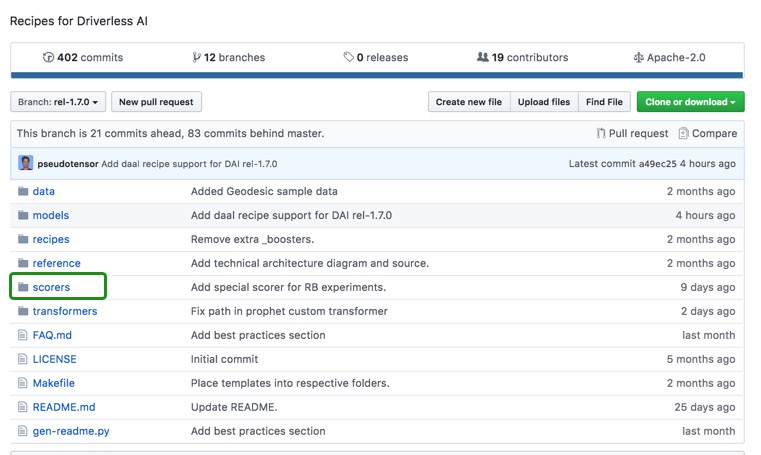 Recipes for Driverless AI
402 commits 12 branches 0 releases 19 contributors Apache-2.0
Branch: rel-1.7.0 New pull request Create new file Upload files Find File Clone or download
This branch is 21 commits ahead, 83 commits behind master. Pull request Compare
pseudotensor Add daal recipe support for DAI rel-1.7.0 Latest commit a49ec25 4 hours ago
data Added Geodesic sample data 2 months ago
models Add daal recipe support for DAI rel-1.7.0 4 hours ago
recipes Remove extra _boosters. 2 months ago
reference Add technical architecture diagram and source. 2 months ago
scorers Add special scorer for RB experiments. 9 days ago
transformers Fix path in prophet custom transformer 2 days ago
FAQ.md Add best practices section last month
LICENSE Initial commit 5 months ago
Makefile Place templates into respective folders. 2 months ago
README.md Update README. 25 days ago
gen-readme.py Add best practices section last month